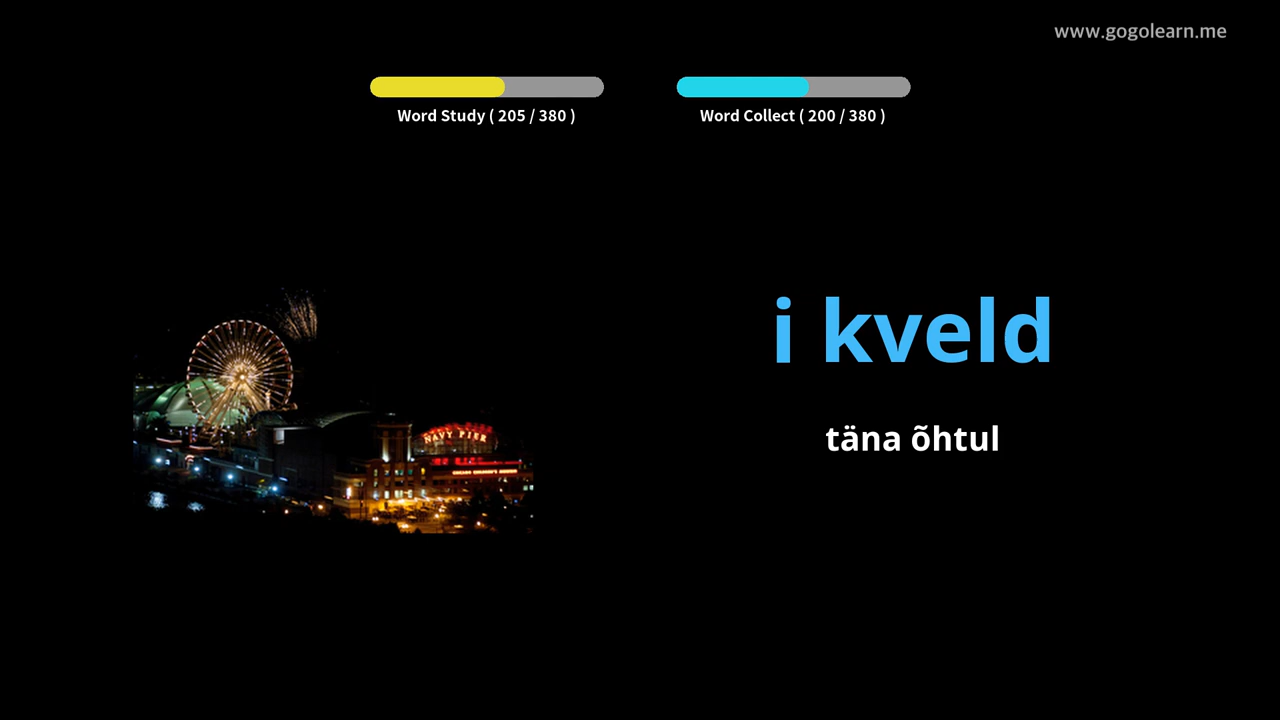 www.gogolearn.me
Word Study ( 205 / 380 )
Word Collect ( 200 / 380 )
i kveld
täna õhtul
NAVY PIER